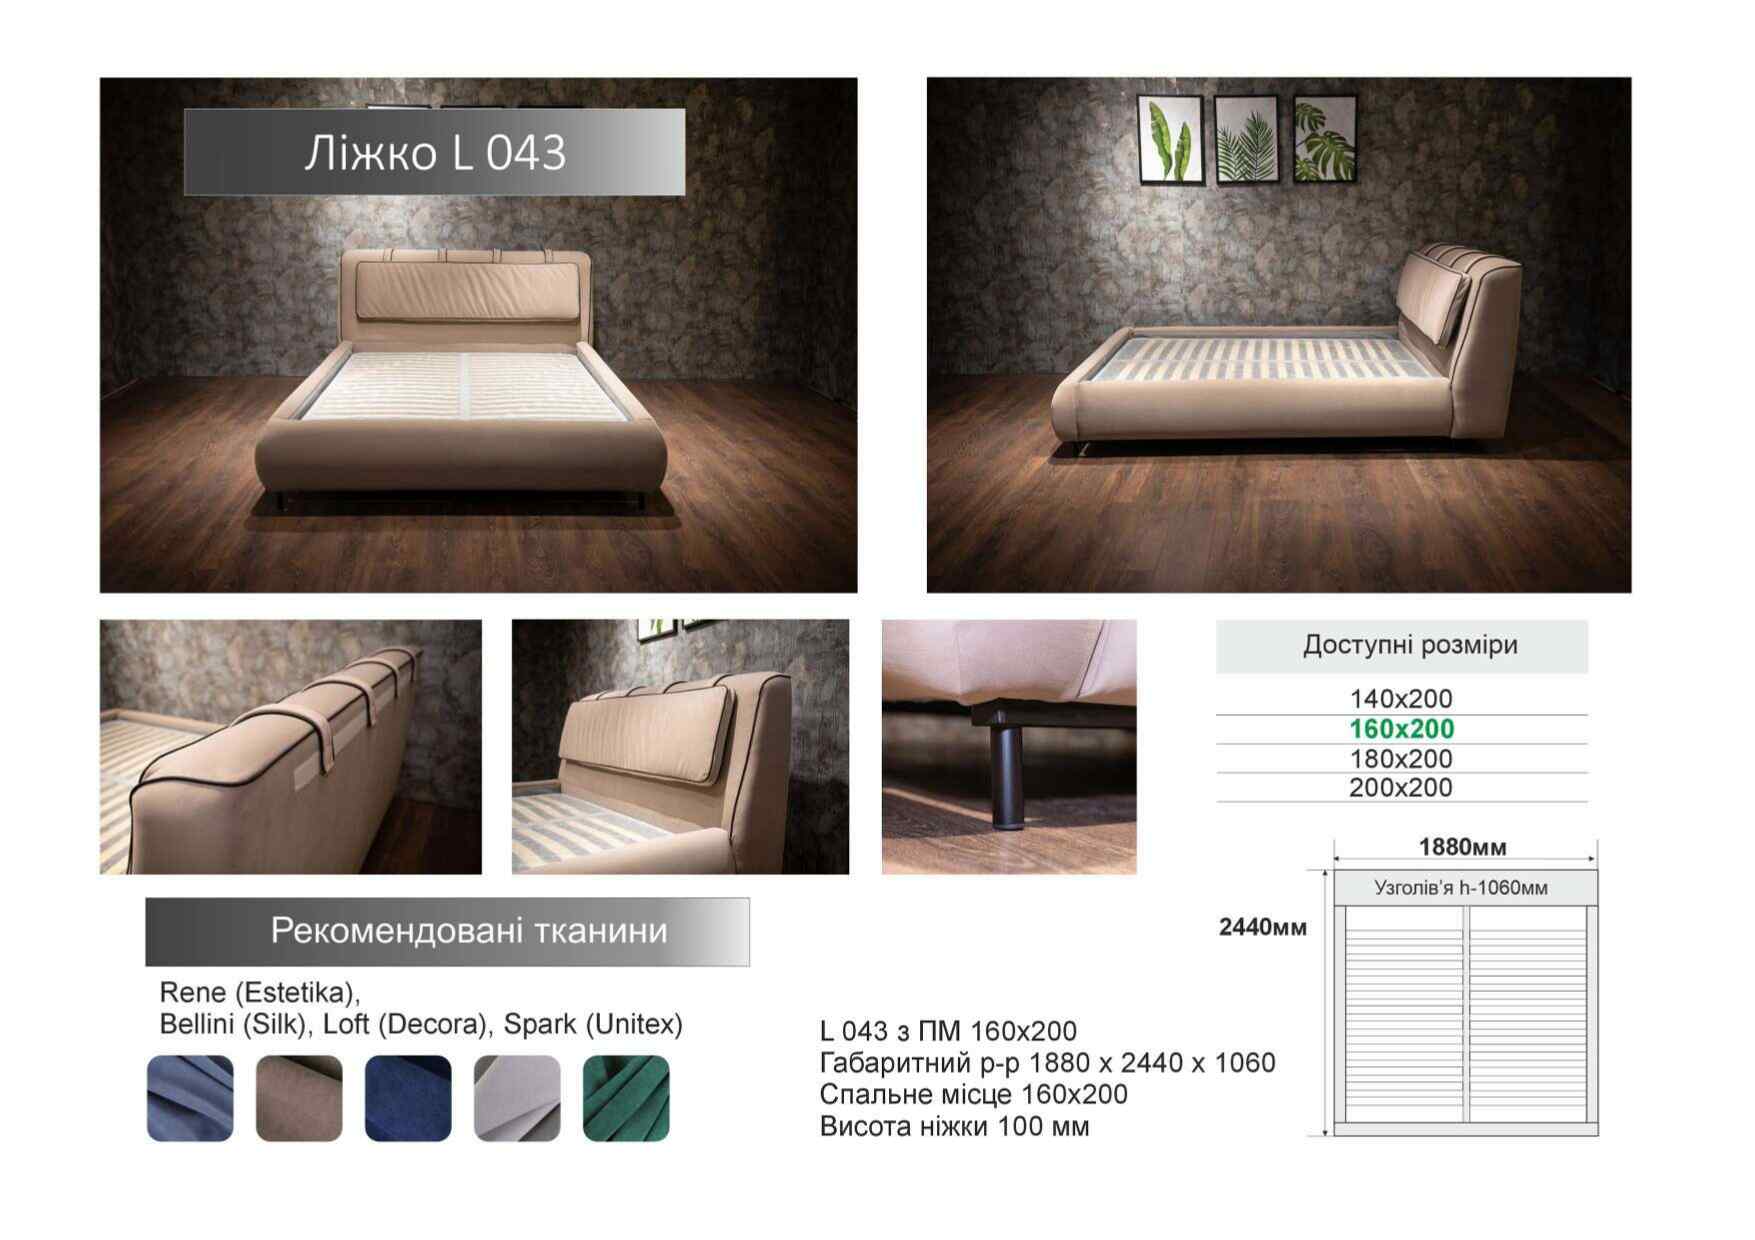 Ліжко L 043
Доступні розміри
140x200
160x200
180x200
200x200
1880мм
Узголів'я h-1060мм
2440мм
Рекомендовані тканини
Rene (Estetika),
Bellini (Silk), Loft (Decora), Spark (Unitex)
L 043 з ПМ 160x200
Габаритний р-р 1880 x 2440 x 1060
Спальне місце 160x200
Висота ніжки 100 мм